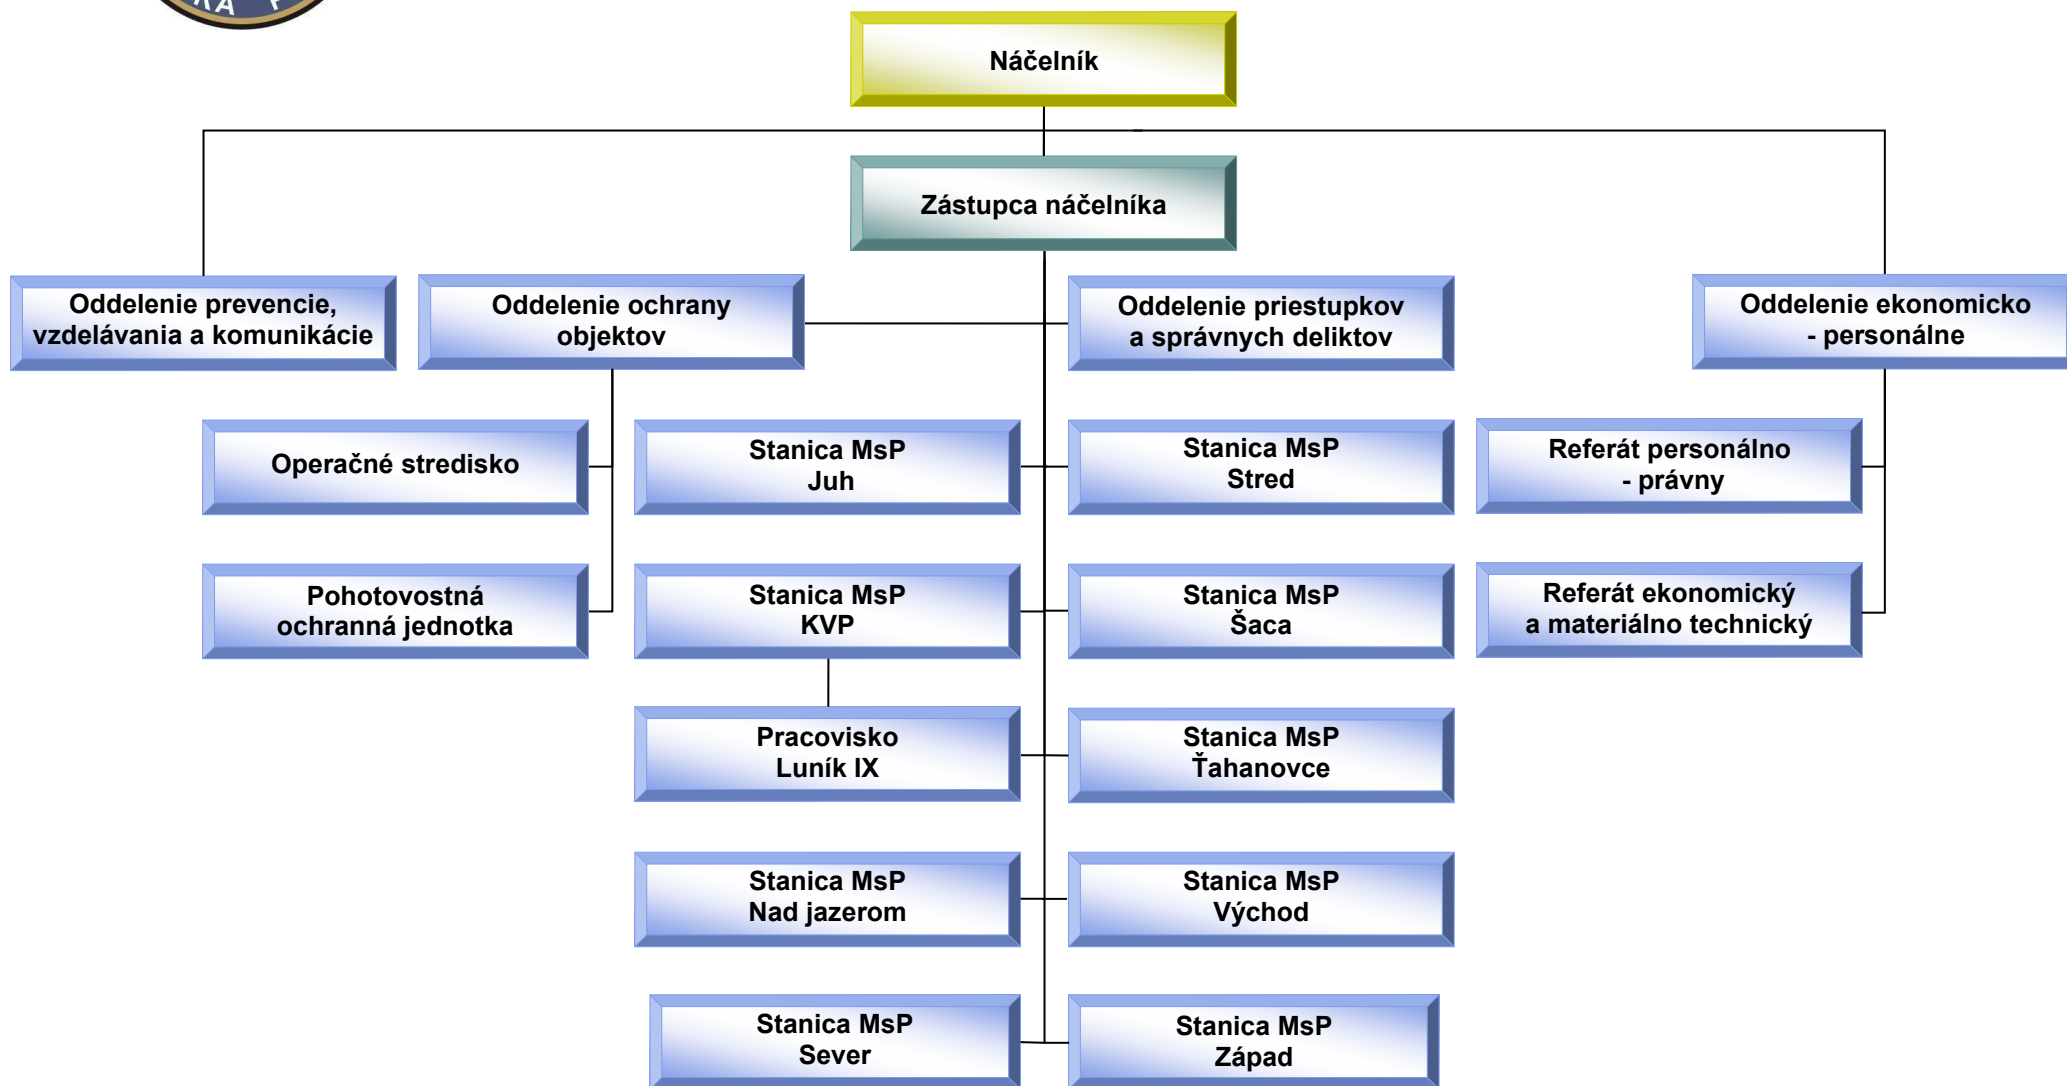 Náčelník
Zástupca náčelníka
Oddelenie prevencie,
vzdelávania a komunikácie
Oddelenie ochrany
objektov
Oddelenie priestupkov
a správnych deliktov
Oddelenie ekonomicko
- personálne
Operačné stredisko
Stanica MsP
Juh
Stanica MsP
Stred
Referát personálno
- právny
Pohotovostná
ochranná jednotka
Stanica MsP
KVP
Stanica MsP
Šaca
Referát ekonomický
a materiálno technický
Pracovisko
Luník IX
Stanica MsP
Ťahanovce
Stanica MsP
Nad jazerom
Stanica MsP
Východ
Stanica MsP
Sever
Stanica MsP
Západ